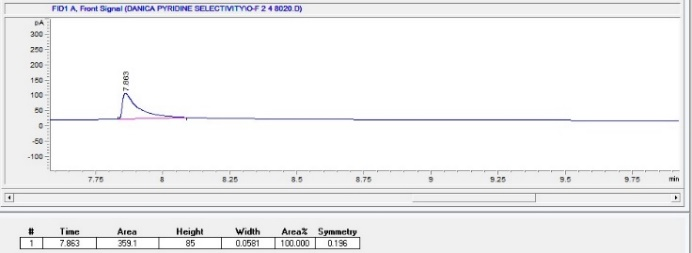 FID1 A, Front Signal (DANICA PYRIDINE SELECTIVITY\O-F 2 4 8020.D)
pA
300
250
200
150
100
50
0
-50
-100
7.863
7.75 8 8.25 8.5 8.75 9 9.25 9.5 9.75 min
# Time Area Height Width Area% Symmetry
1 7.863 359.1 85 0.0581 100.000 0.196